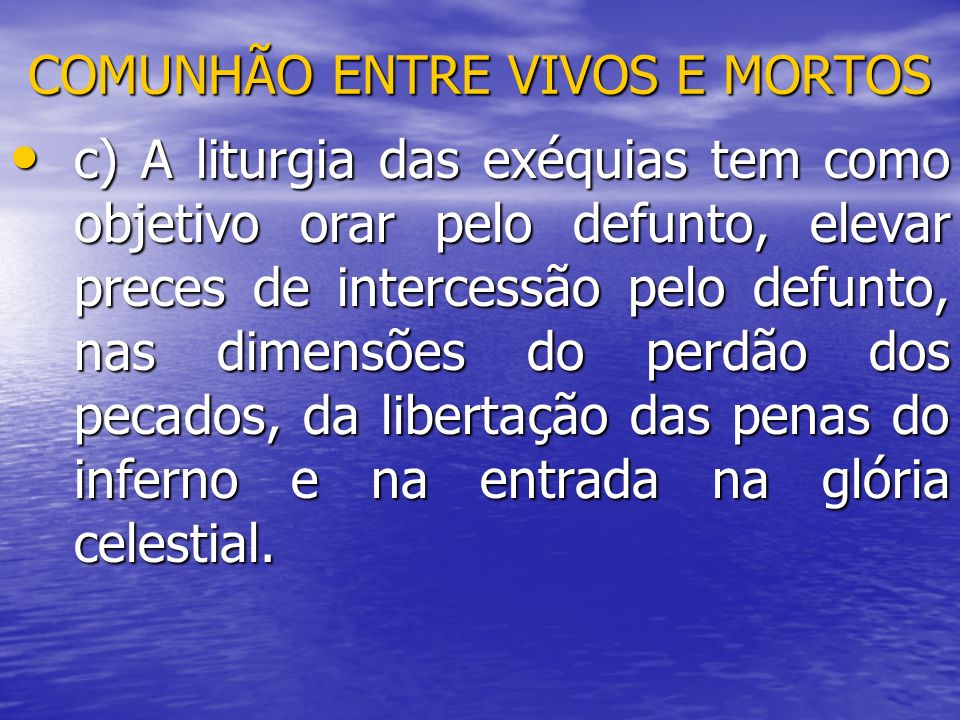 COMUNHÃO ENTRE VIVOS E MORTOS
• c) A liturgia das exéquias tem como
objetivo orar pelo defunto, elevar
preces de intercessão pelo defunto,
nas dimensões do perdão dos
pecados, da libertação das penas do
inferno e na entrada na glória
celestial.